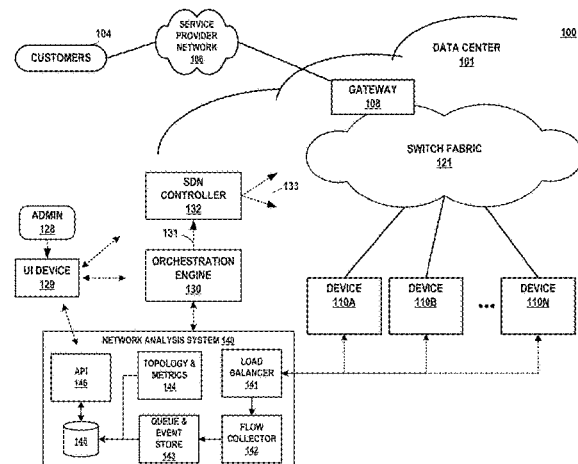 100
104
CUSTOMERS
SERVICE
PROVIDER
NETWORK
106
DATA CENTER
101
GATEWAY
108
SWITCH FABRIC
121
SDN
CONTROLLER
132
133
131
ADMIN
128
UI DEVICE
129
ORCHESTRATION
ENGINE
130
DEVICE
110A
DEVICE
110B
DEVICE
110N
NETWORK ANALYSIS SYSTEM 140
API
146
TOPOLOGY &
METRICS
144
LOAD
BALANCER
141
QUEUE &
EVENT
STORE
143
FLOW
COLLECTOR
142